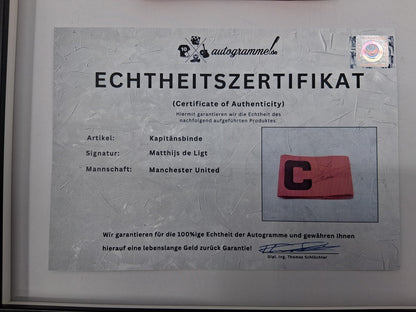 autogramme.de
ECHTHEITSZERTIFIKAT
(Certificate of Authenticity)
Hiermit garantieren wir die Echtheit des
nachfolgend aufgeführten Produktes:
Artikel: Kapitänsbinde
Signatur: Matthijs de Ligt
Mannschaft: Manchester United
C
Wir garantieren für die 100%ige Echtheit der Autogramme und gewähren Ihnen
hierauf eine lebenslange Geld zurück Garantie!
Dipl. Ing. Thomas Schlächter